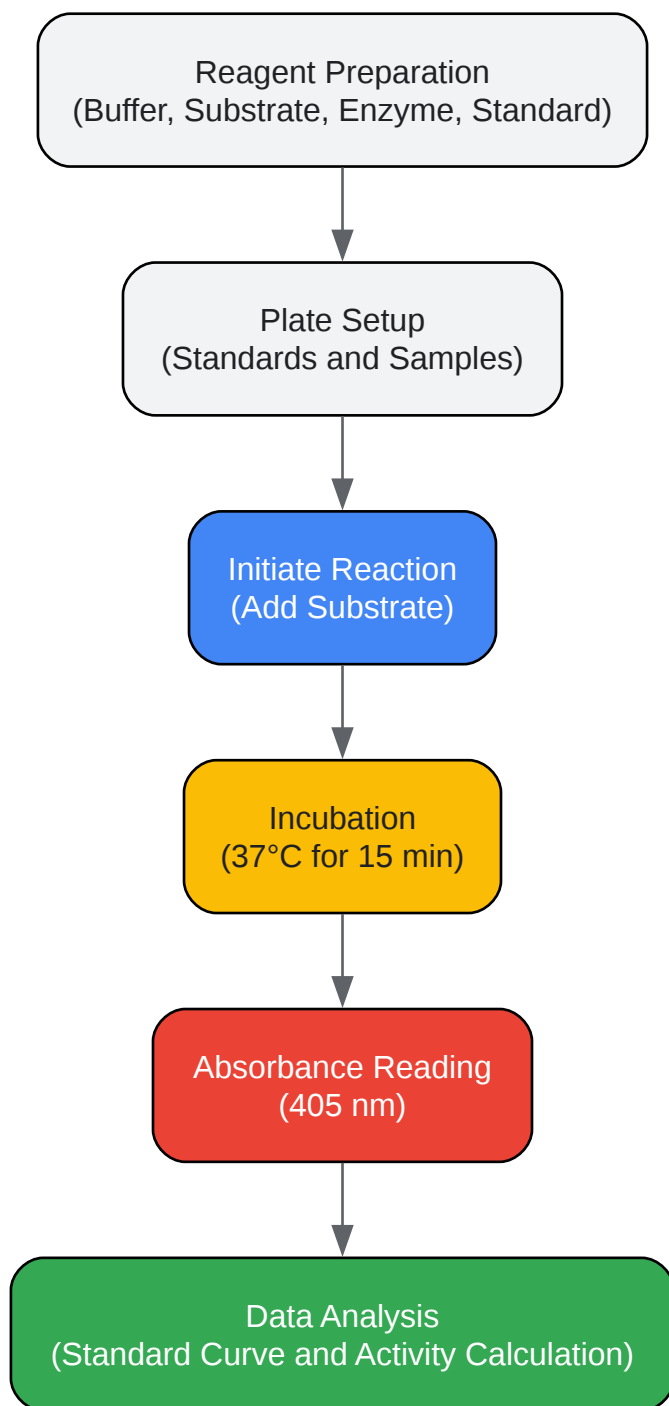 Reagent Preparation
(Buffer, Substrate, Enzyme, Standard)
Plate Setup
(Standards and Samples)
Initiate Reaction
(Add Substrate)
Incubation
(37°C for 15 min)
Absorbance Reading
(405 nm)
Data Analysis
(Standard Curve and Activity Calculation)